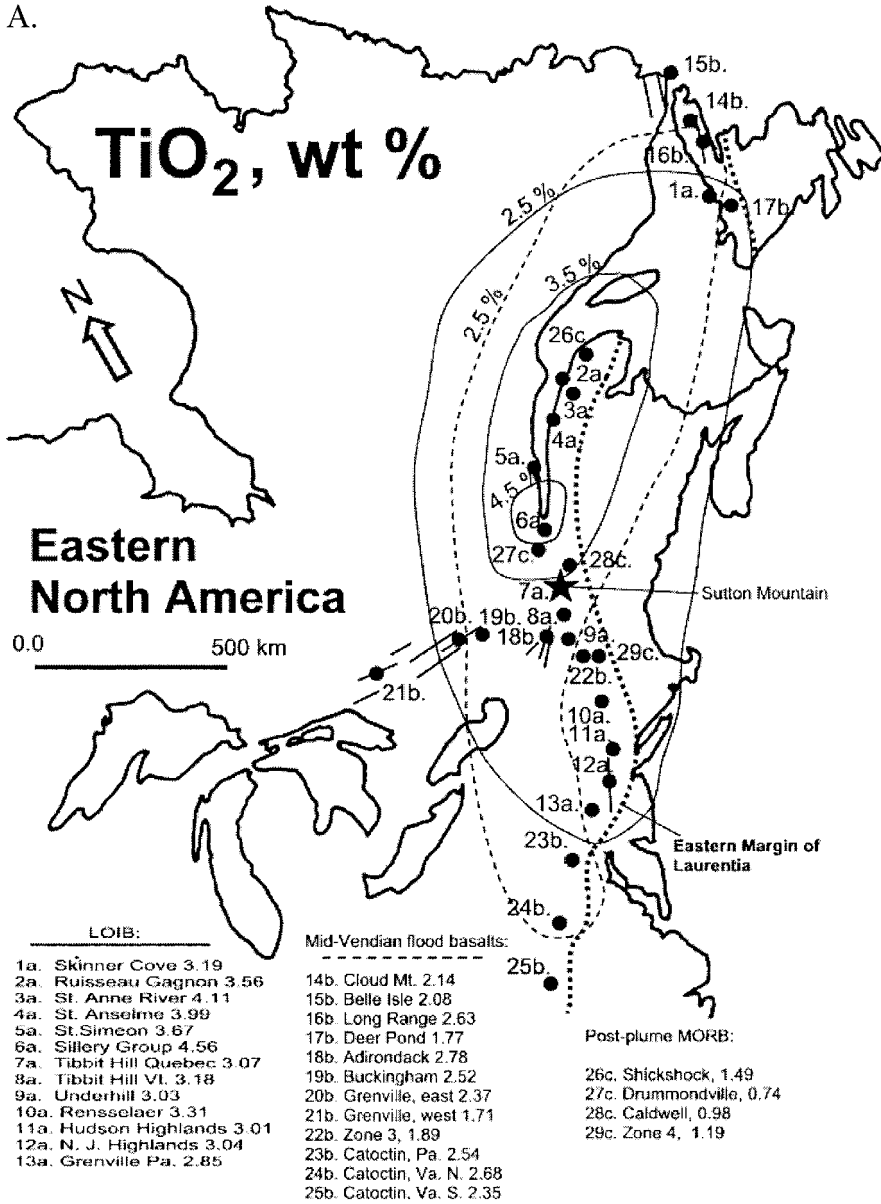 A.
TiO2, wt %
15b.
14b.
16b.
1a.
17b.
2.5 %
3.5 %
2.5 %
N
26c.
2a.
3a.
4a.
5a.
4.5 %
6a.
27c.
28c.
Eastern
North America
7a.
Sutton Mountain
20b.
19b.
8a.
18b.
9a.
29c.
22b.
0.0
500 km
21b.
10a.
11a.
12a.
13a.
23b.
Eastern Margin of
Laurentia
24b.
25b.
LOIB:
1a. Skinner Cove 3.19
2a. Ruisseau Gagnon 3.56
3a. St. Anne River 4.11
4a. St. Anselme 3.99
5a. St.Simeon 3.67
6a. Sillery Group 4.56
7a. Tibbit Hill Quebec 3.07
8a. Tibbit Hill Vt. 3.18
9a. Underhill 3.03
10a. Rensselaer 3.31
11a. Hudson Highlands 3.01
12a. N. J. Highlands 3.04
13a. Grenville Pa. 2.85
Mid-Vendian flood basalts:
14b. Cloud Mt. 2.14
15b. Belle Isle 2.08
16b. Long Range 2.63
17b. Deer Pond 1.77
18b. Adirondack 2.78
19b. Buckingham 2.52
20b. Grenville, east 2.37
21b. Grenville, west 1.71
22b. Zone 3, 1.89
23b. Catoctin, Pa. 2.54
24b. Catoctin, Va. N. 2.68
25b. Catoctin, Va. S. 2.35
Post-plume MORB:
26c. Shickshock, 1.49
27c. Drummondville, 0.74
28c. Caldwell, 0.98
29c. Zone 4, 1.19